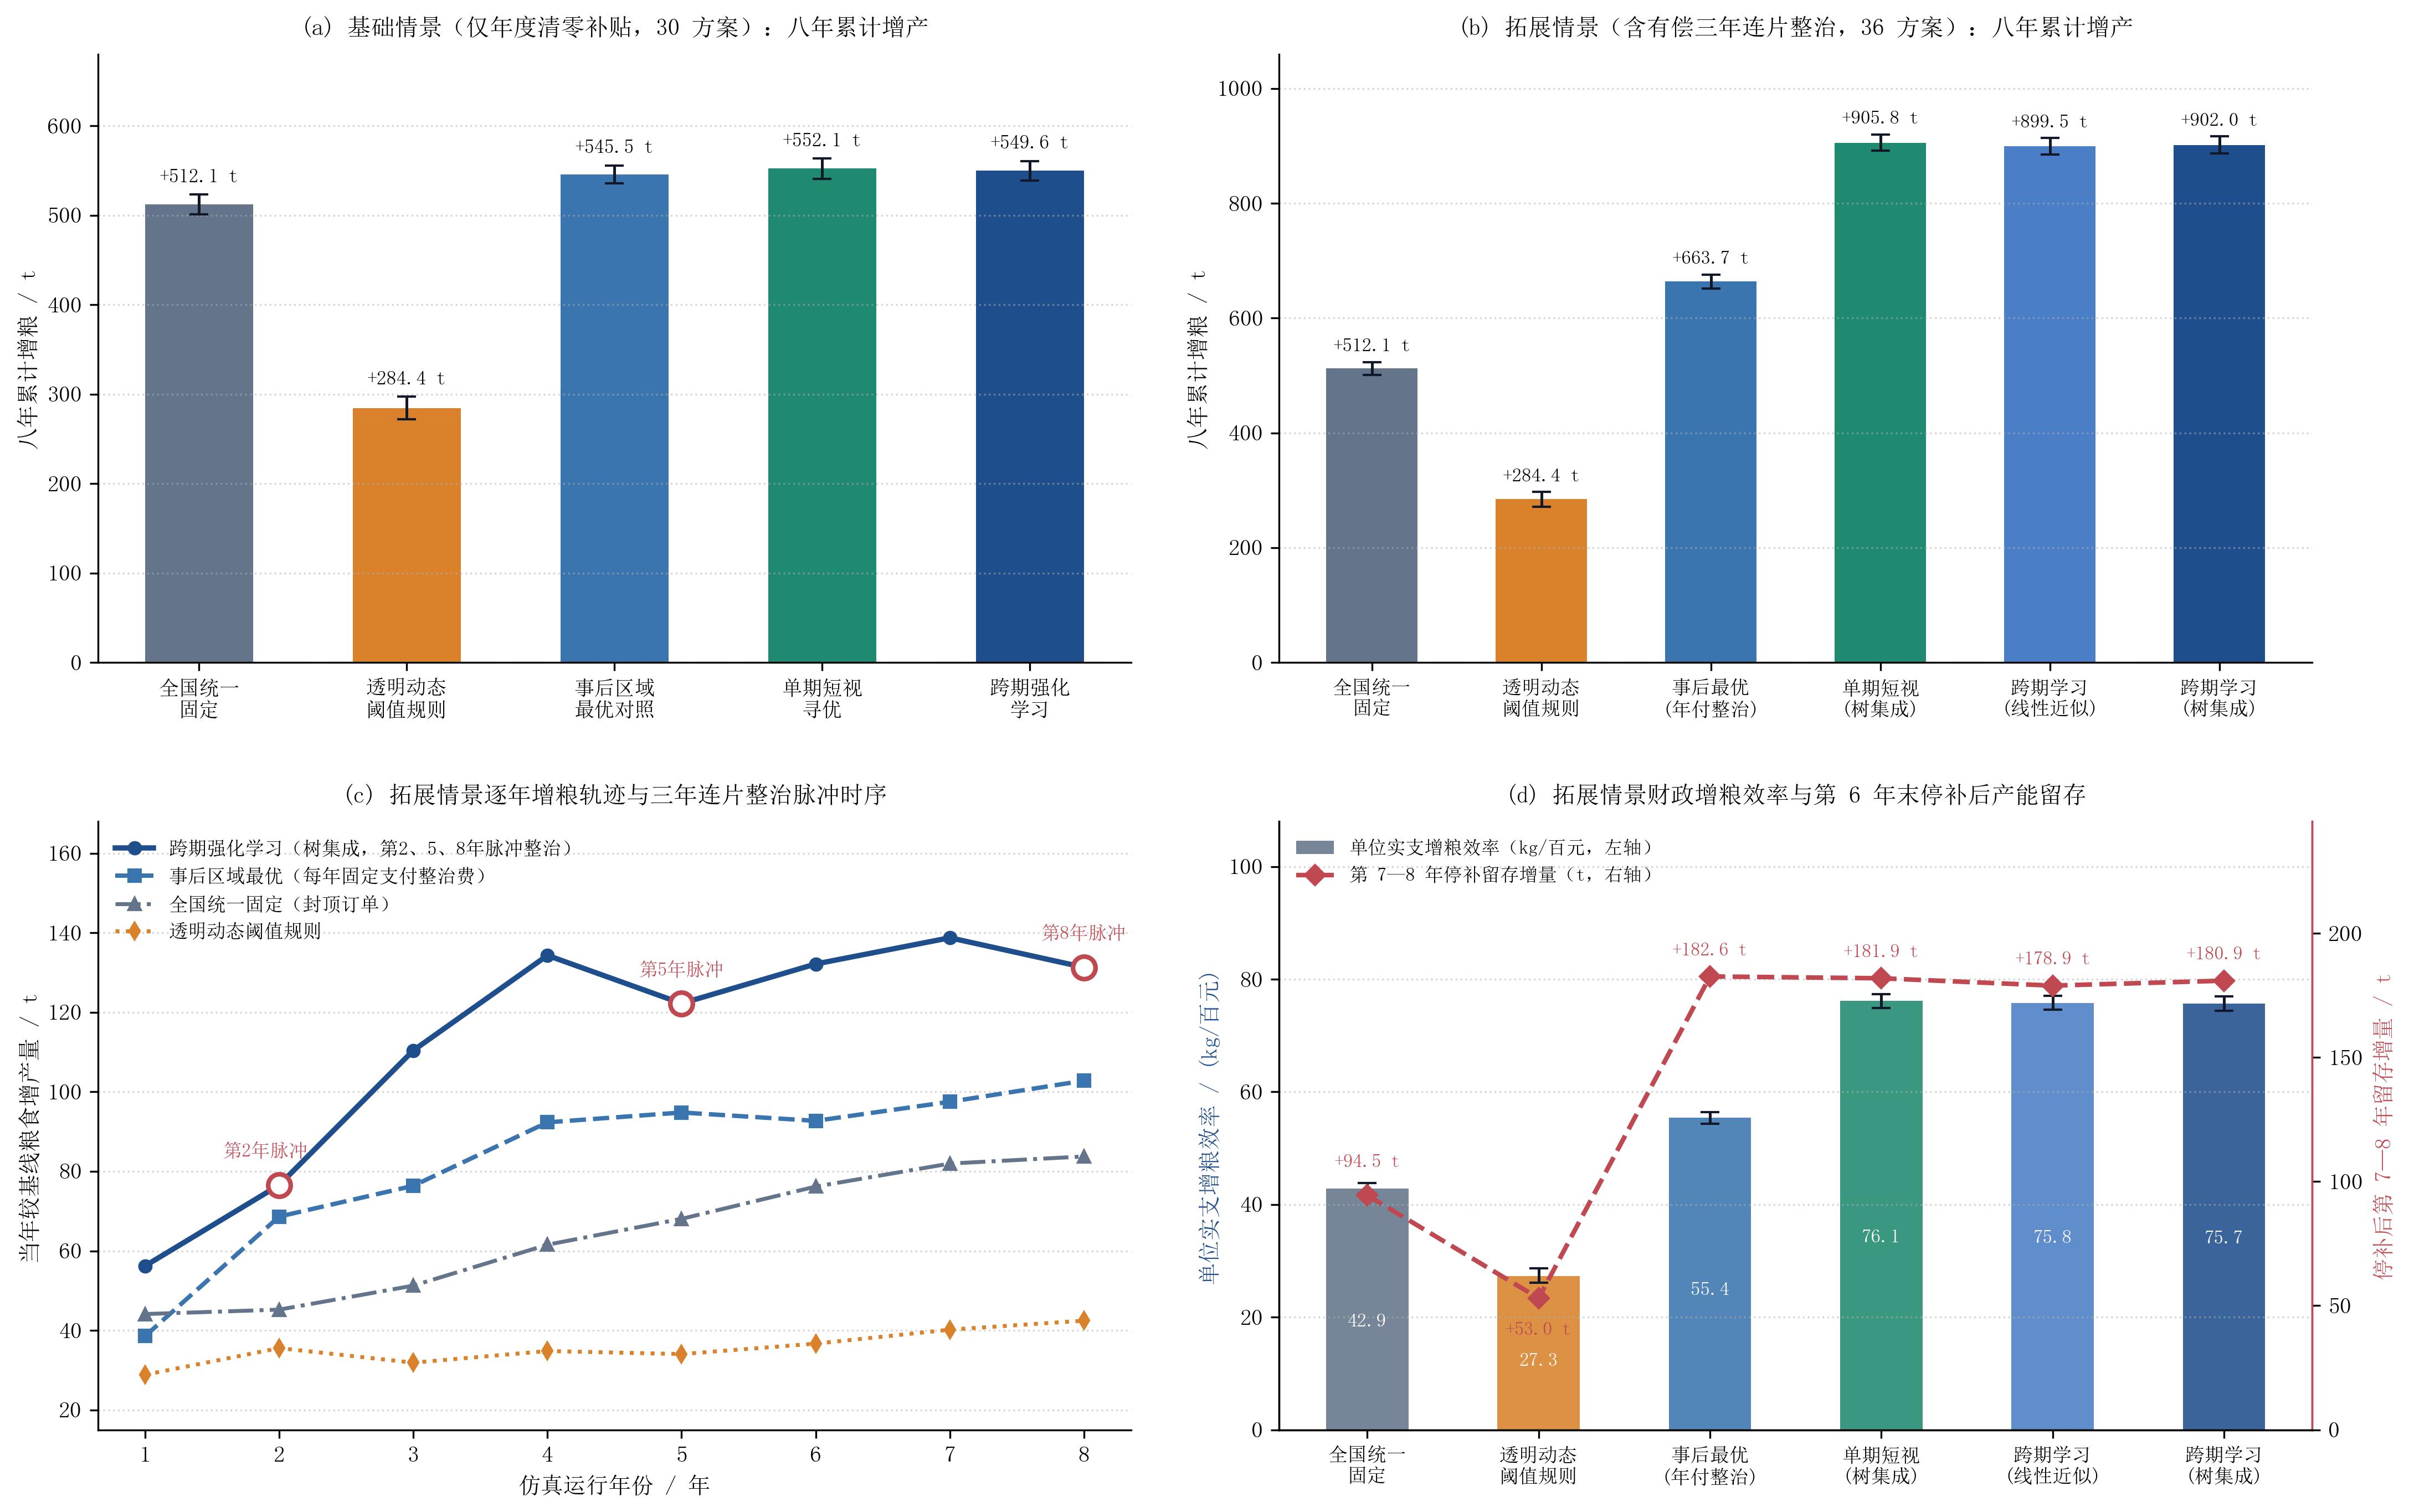 (a) 基础情景（仅年度清零补贴，30 方案）：八年累计增产
八年累计增粮 / t
600
500
400
300
200
100
0
+512.1 t
+284.4 t
+545.5 t
+552.1 t
+549.6 t
全国统一
固定
透明动态
阈值规则
事后区域
最优对照
单期短视
寻优
跨期强化
学习
(b) 拓展情景（含有偿三年连片整治，36 方案）：八年累计增产
八年累计增粮 / t
1000
800
600
400
200
0
+512.1 t
+284.4 t
+663.7 t
+905.8 t
+899.5 t
+902.0 t
全国统一
固定
透明动态
阈值规则
事后最优
(年付整治)
单期短视
(树集成)
跨期学习
(线性近似)
跨期学习
(树集成)
(c) 拓展情景逐年增粮轨迹与三年连片整治脉冲时序
当年较基线粮食增产量 / t
160
140
120
100
80
60
40
20
跨期强化学习（树集成，第2、5、8年脉冲整治）
事后区域最优（每年固定支付整治费）
全国统一固定（封顶订单）
透明动态阈值规则
第2年脉冲
第5年脉冲
第8年脉冲
1
2
3
4
5
6
7
8
仿真运行年份 / 年
(d) 拓展情景财政增粮效率与第 6 年末停补后产能留存
单位实支增粮效率 / (kg/百元)
100
80
60
40
20
0
单位实支增粮效率（kg/百元，左轴）
第 7—8 年停补留存增量（t，右轴）
+94.5 t
+53.0 t
+182.6 t
+181.9 t
+178.9 t
+180.9 t
42.9
27.3
55.4
76.1
75.8
75.7
200
150
100
50
0
停补后第 7—8 年留存增量 / t
全国统一
固定
透明动态
阈值规则
事后最优
(年付整治)
单期短视
(树集成)
跨期学习
(线性近似)
跨期学习
(树集成)